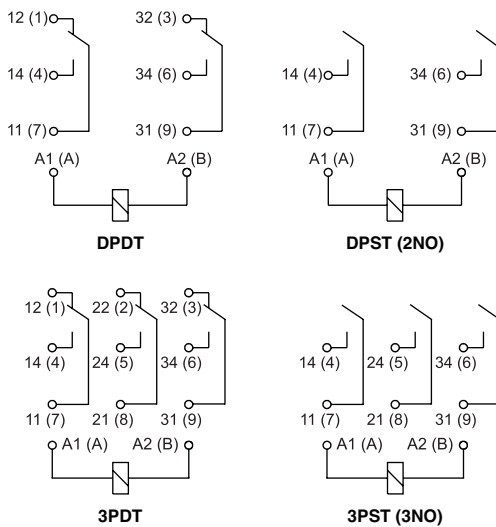 12 (1) 32 (3)
14 (4) 34 (6) 14 (4) 34 (6)
11 (7) 31 (9) 11 (7) 31 (9)
A1 (A) A2 (B) A1 (A) A2 (B)
DPDT DPST (2NO)
12 (1) 22 (2) 32 (3)
14 (4) 24 (5) 34 (6) 14 (4) 24 (5) 34 (6)
11 (7) 21 (8) 31 (9) 11 (7) 21 (8) 31 (9)
A1 (A) A2 (B) A1 (A) A2 (B)
3PDT 3PST (3NO)